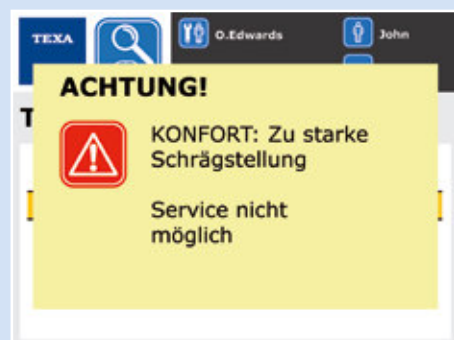 TEXA
O.Edwards
John
ACHTUNG!
T
KONFORT: Zu starke
Schrägstellung
Service nicht
möglich